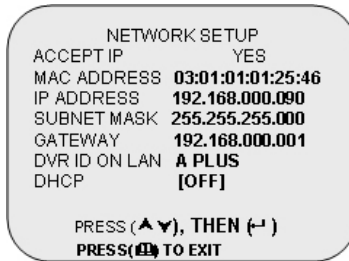 NETWORK SETUP
ACCEPT IP YES
MAC ADDRESS 03:01:01:01:25:46
IP ADDRESS 192.168.000.090
SUBNET MASK 255.255.255.000
GATEWAY 192.168.000.001
DVR ID ON LAN A PLUS
DHCP [OFF]
PRESS (▲▼), THEN (↵)
PRESS(🕮) TO EXIT